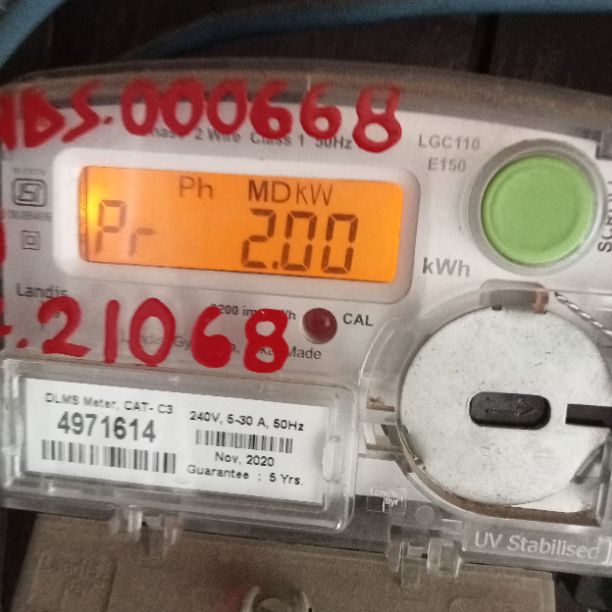 NDS.000668
2 Wire Class 1 50Hz
LGC110
E150
Ph MD kW
Pr 2.00
kWh
Landis
.21068
CAL
Made
DLMS Meter, CAT- C3
4971614
240V, 5-30 A, 50Hz
Nov, 2020
Guarantee : 5 Yrs.
UV Stabilised